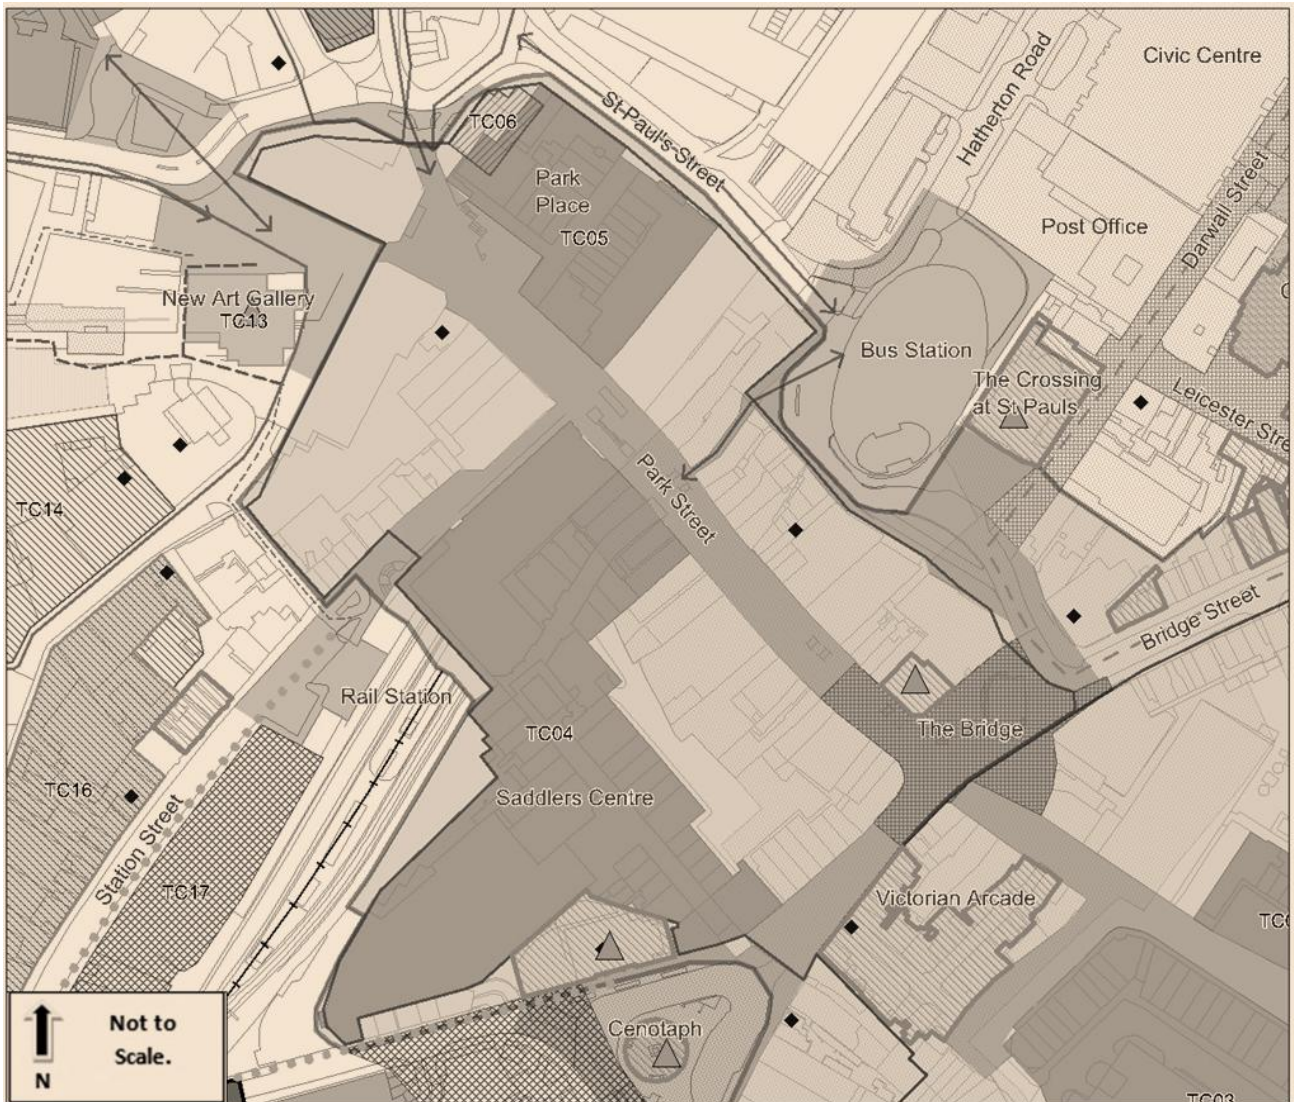 Civic Centre
Hatherton Road
St Paul's Street
TC06
Park
Place
TC05
Darwall Street
Post Office
New Art Gallery
TC13
Bus Station
The Crossing
at St Pauls
Leicester
Park Street
TC14
Bridge Street
Rail Station
TC04
The Bridge
TC16
Saddlers Centre
Station Street
TC17
Victorian Arcade
Not to
Scale.
N
Cenotaph
TC03